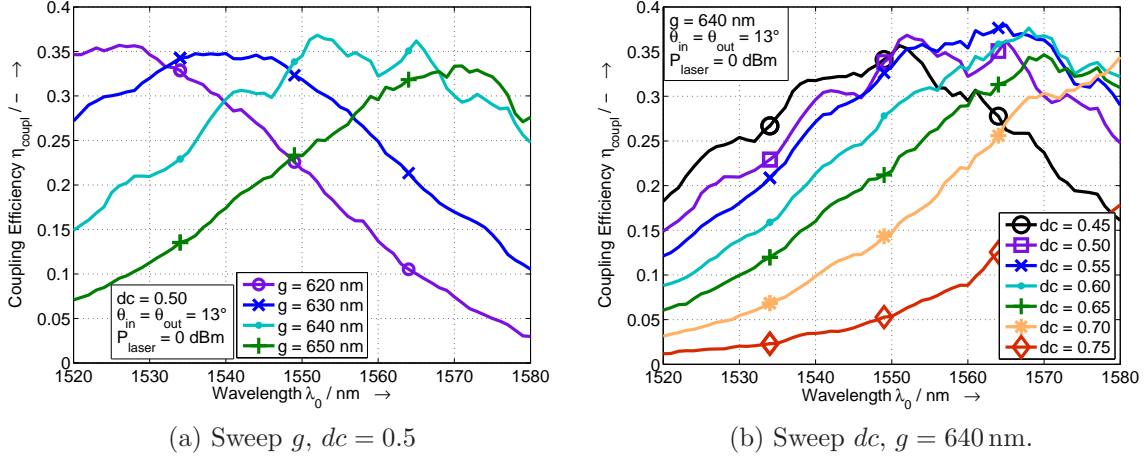 0.4
0.35
0.3
0.25
0.2
0.15
0.1
0.05
0
Coupling Efficiency η_coupl / − →
dc = 0.50
θ_in = θ_out = 13°
P_laser = 0 dBm
g = 620 nm
g = 630 nm
g = 640 nm
g = 650 nm
1520 1530 1540 1550 1560 1570 1580
Wavelength λ_0 / nm →
(a) Sweep g, dc = 0.5
0.4
0.35
0.3
0.25
0.2
0.15
0.1
0.05
0
Coupling Efficiency η_coupl / − →
g = 640 nm
θ_in = θ_out = 13°
P_laser = 0 dBm
dc = 0.45
dc = 0.50
dc = 0.55
dc = 0.60
dc = 0.65
dc = 0.70
dc = 0.75
1520 1530 1540 1550 1560 1570 1580
Wavelength λ_0 / nm →
(b) Sweep dc, g = 640 nm.